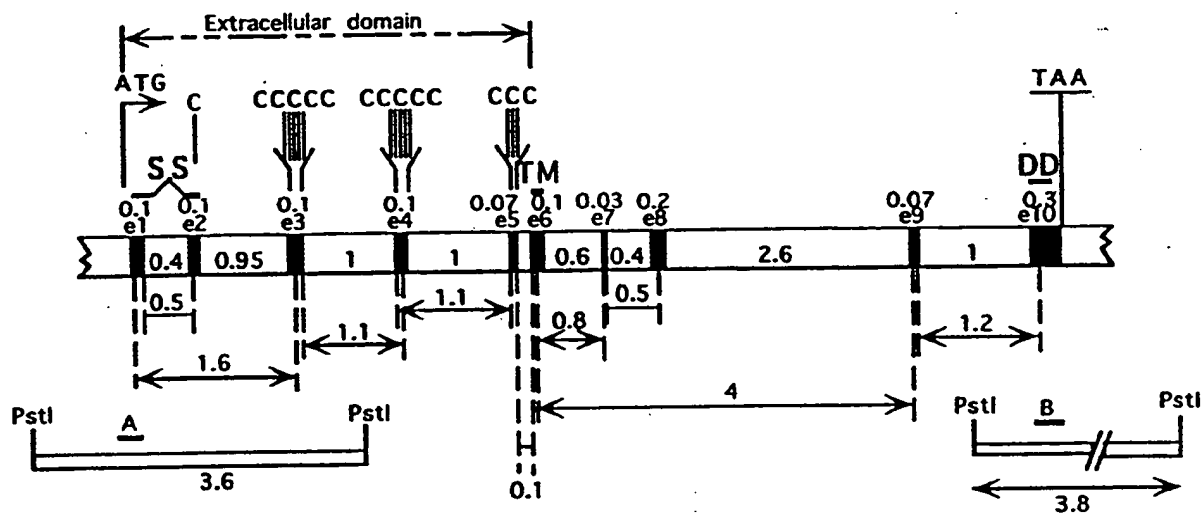 Extracellular domain
ATG
C
CCCCC
CCCCC
CCC
TAA
SS
TM
DD
0.1
0.1
0.1
0.1
0.07
0.1
0.03
0.2
0.07
0.3
e1
e2
e3
e4
e5
e6
e7
e8
e9
e10
0.4
0.95
1
1
0.6
0.4
2.6
1
0.5
1.1
0.5
0.8
1.1
1.2
1.6
4
PstI
A
PstI
PstI
B
PstI
3.6
0.1
3.8